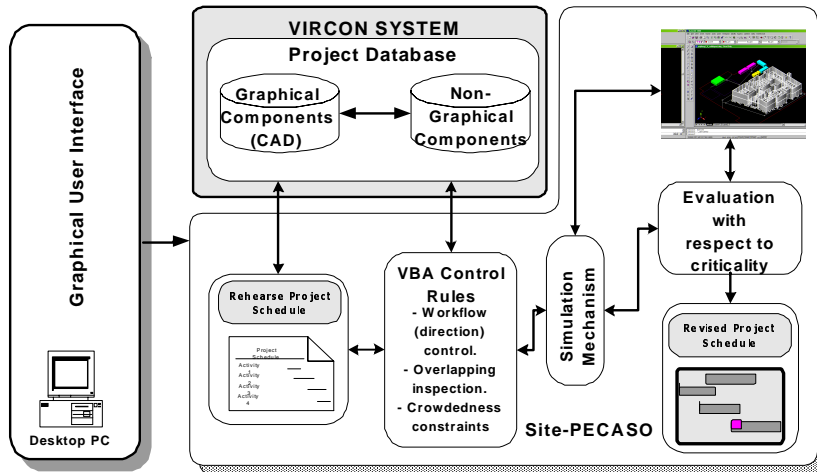 Graphical User Interface
Desktop PC
VIRCON SYSTEM
Project Database
Graphical
Components
(CAD)
Non-
Graphical
Components
Rehearse Project
Schedule
Project
Schedule
Activity
1
Activity
2
Activity
3
Activity
4
VBA Control
Rules
- Workflow
(direction)
control.
- Overlapping
inspection.
- Crowdedness
constraints
Simulation
Mechanism
Evaluation
with
respect to
criticality
Revised Project
Schedule
Site-PECASO